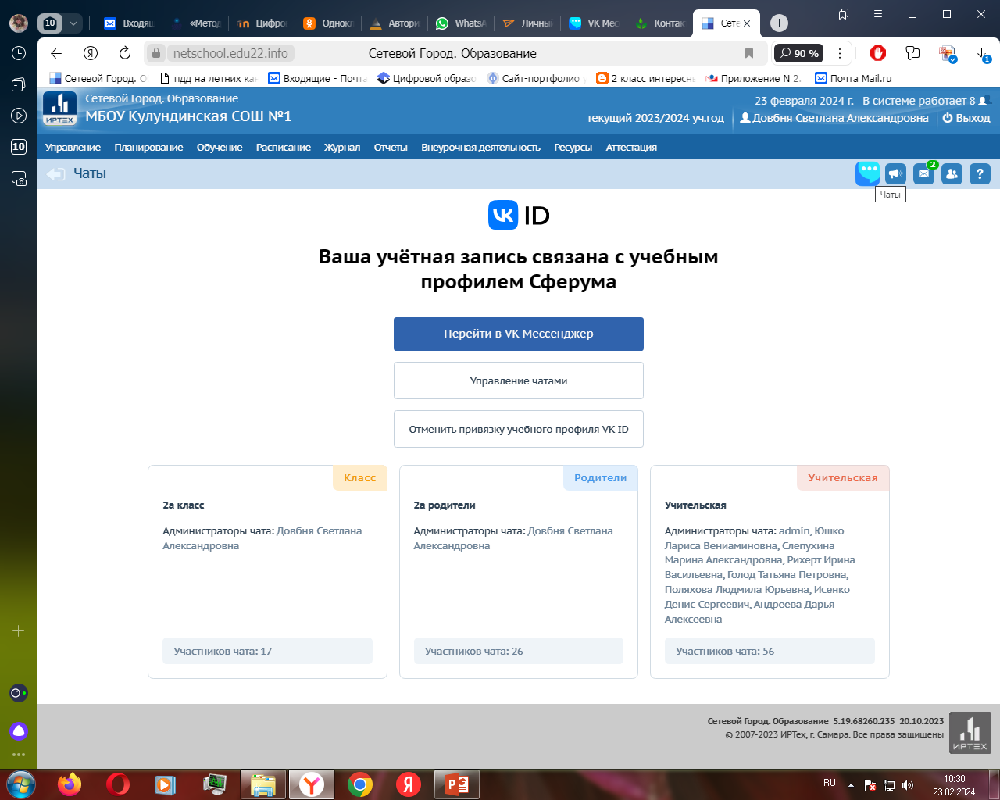 10
Входящ
«Метод
Цифро
Однокл
Автори
WhatsA
Личный
VK Мес
Контак
Сете
netschool.edu22.info
Сетевой Город. Образование
90 %
1
Сетевой Город. О
пдд на летних кан
Входящие - Почта
Цифровой образо
Сайт-портфолио у
2 класс интересн
Приложение N 2.
Почта Mail.ru
ИРТЕХ
Сетевой Город. Образование
МБОУ Кулундинская СОШ №1
23 февраля 2024 г. - В системе работает 8
текущий 2023/2024 уч.год
Довбня Светлана Александровна
Выход
10
Управление Планирование Обучение Расписание Журнал Отчеты Внеурочная деятельность Ресурсы Аттестация
Чаты
2
?
Чаты
VK ID
Ваша учётная запись связана с учебным
профилем Сферума
Перейти в VK Мессенджер
Управление чатами
Отменить привязку учебного профиля VK ID
Класс
2а класс
Администраторы чата: Довбня Светлана
Александровна
Участников чата: 17
Родители
2а родители
Администраторы чата: Довбня Светлана
Александровна
Участников чата: 26
Учительская
Учительская
Администраторы чата: admin, Юшко
Лариса Вениаминовна, Слепухина
Марина Александровна, Рихерт Ирина
Васильевна, Голод Татьяна Петровна,
Поляхова Людмила Юрьевна, Исенко
Денис Сергеевич, Андреева Дарья
Алексеевна
Участников чата: 56
Сетевой Город. Образование 5.19.68260.235 20.10.2023
© 2007-2023 ИРТех, г. Самара. Все права защищены
ИРТЕХ
RU
10:30
23.02.2024